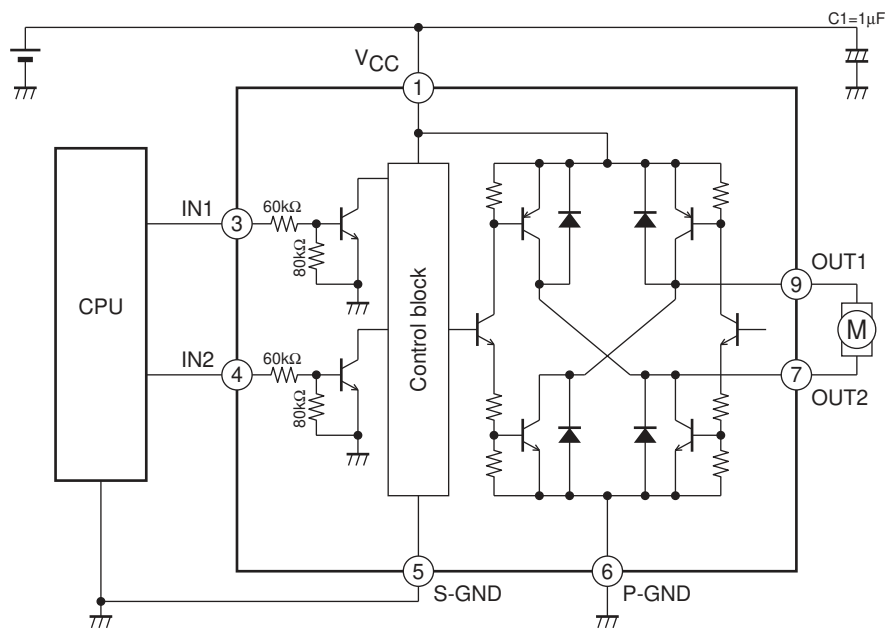 C1=1μF
VCC
1
IN1
3
60kΩ
80kΩ
CPU
Control block
9
OUT1
M
IN2
4
60kΩ
80kΩ
7
OUT2
5
S-GND
6
P-GND